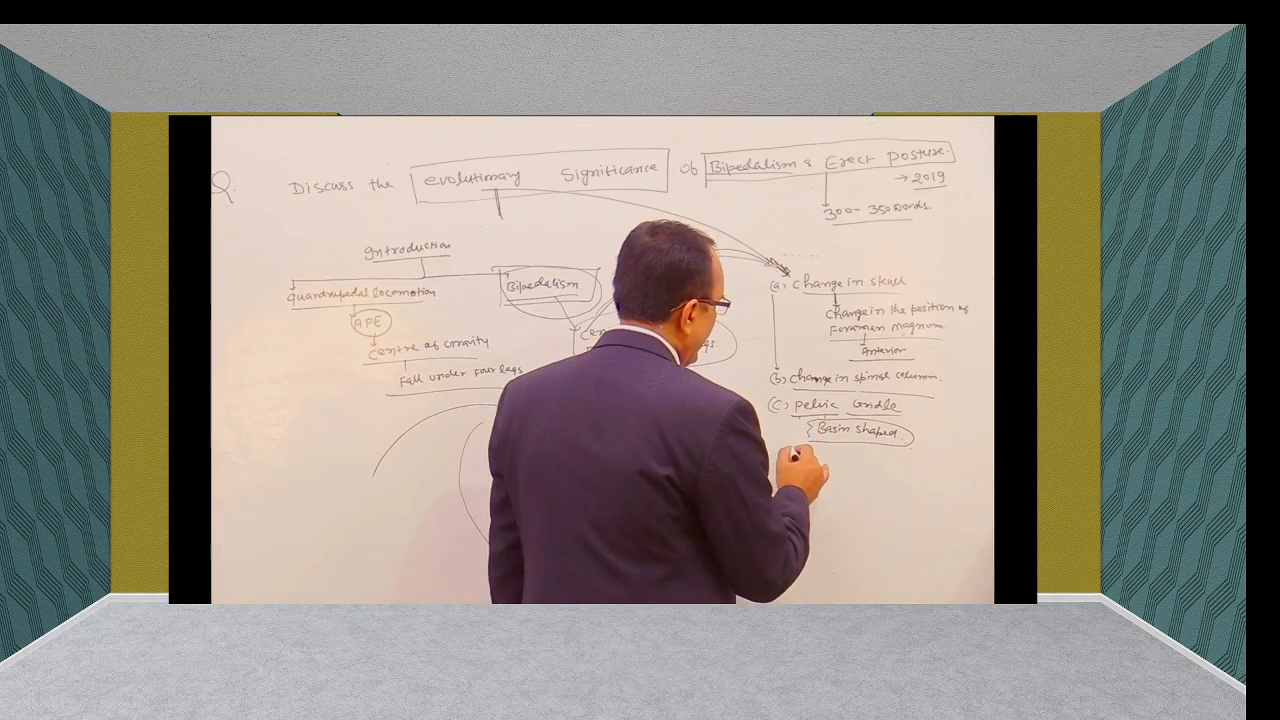 Q. Discuss the evolutionary Significance of Bipedalism & Erect Posture.
→ 2019
300 - 350 words.
Introduction
quadrupedal locomotion
Bipedalism
APE
Centre of Gravity
Fall under four legs
Cen
gs.
(a) Change in skull
Change in the position of
Foramen Magnum
Anterior
(b) Change in spinal column.
(c) Pelvic Girdle
Basin shaped